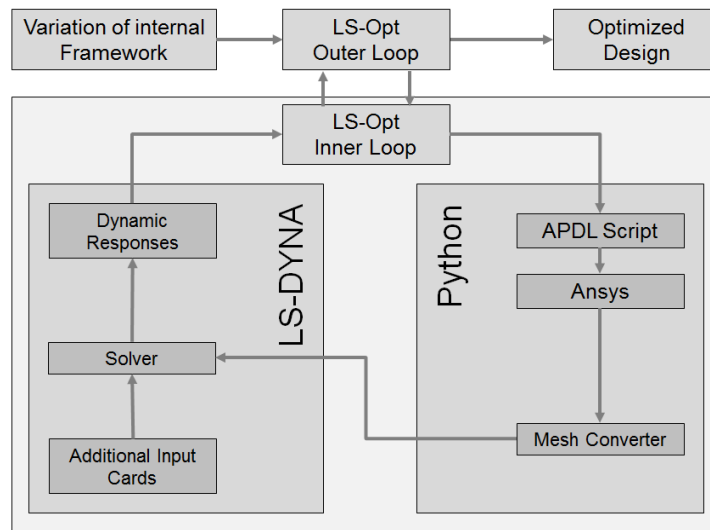 Variation of internal
Framework
LS-Opt
Outer Loop
Optimized
Design
LS-Opt
Inner Loop
Dynamic
Responses
LS-DYNA
Solver
Additional Input
Cards
Python
APDL Script
Ansys
Mesh Converter